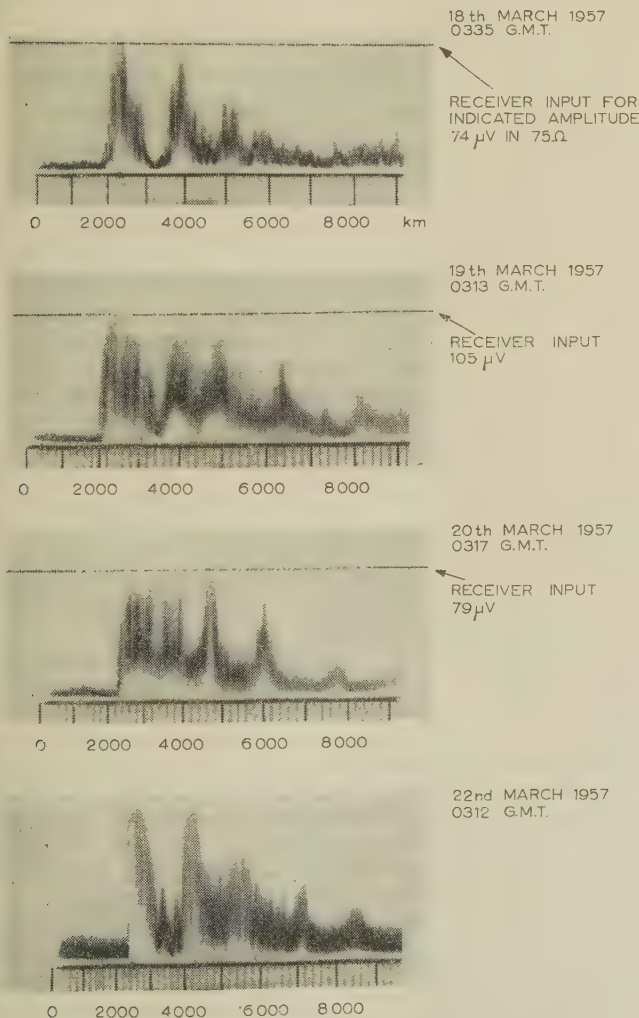 18th MARCH 1957
0335 G.M.T.
RECEIVER INPUT FOR
INDICATED AMPLITUDE
74 µV IN 75Ω
0 2000 4000 6000 8000 km
19th MARCH 1957
0313 G.M.T.
RECEIVER INPUT
105 µV
0 2000 4000 6000 8000
20th MARCH 1957
0317 G.M.T.
RECEIVER INPUT
79µV
0 2000 4000 6000 8000
22nd MARCH 1957
0312 G.M.T.
0 2000 4000 6000 8000